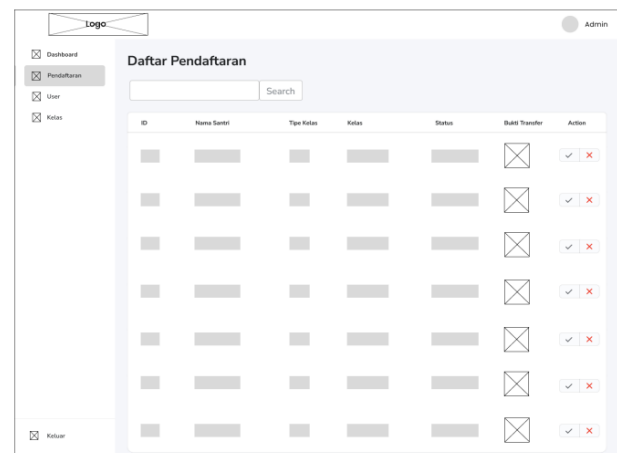 Logo
Admin
Dashboard
Pendaftaran
User
Kelas
Daftar Pendaftaran
Search
ID Nama Santri Tipe Kelas Kelas Status Bukti Transfer Action
Keluar